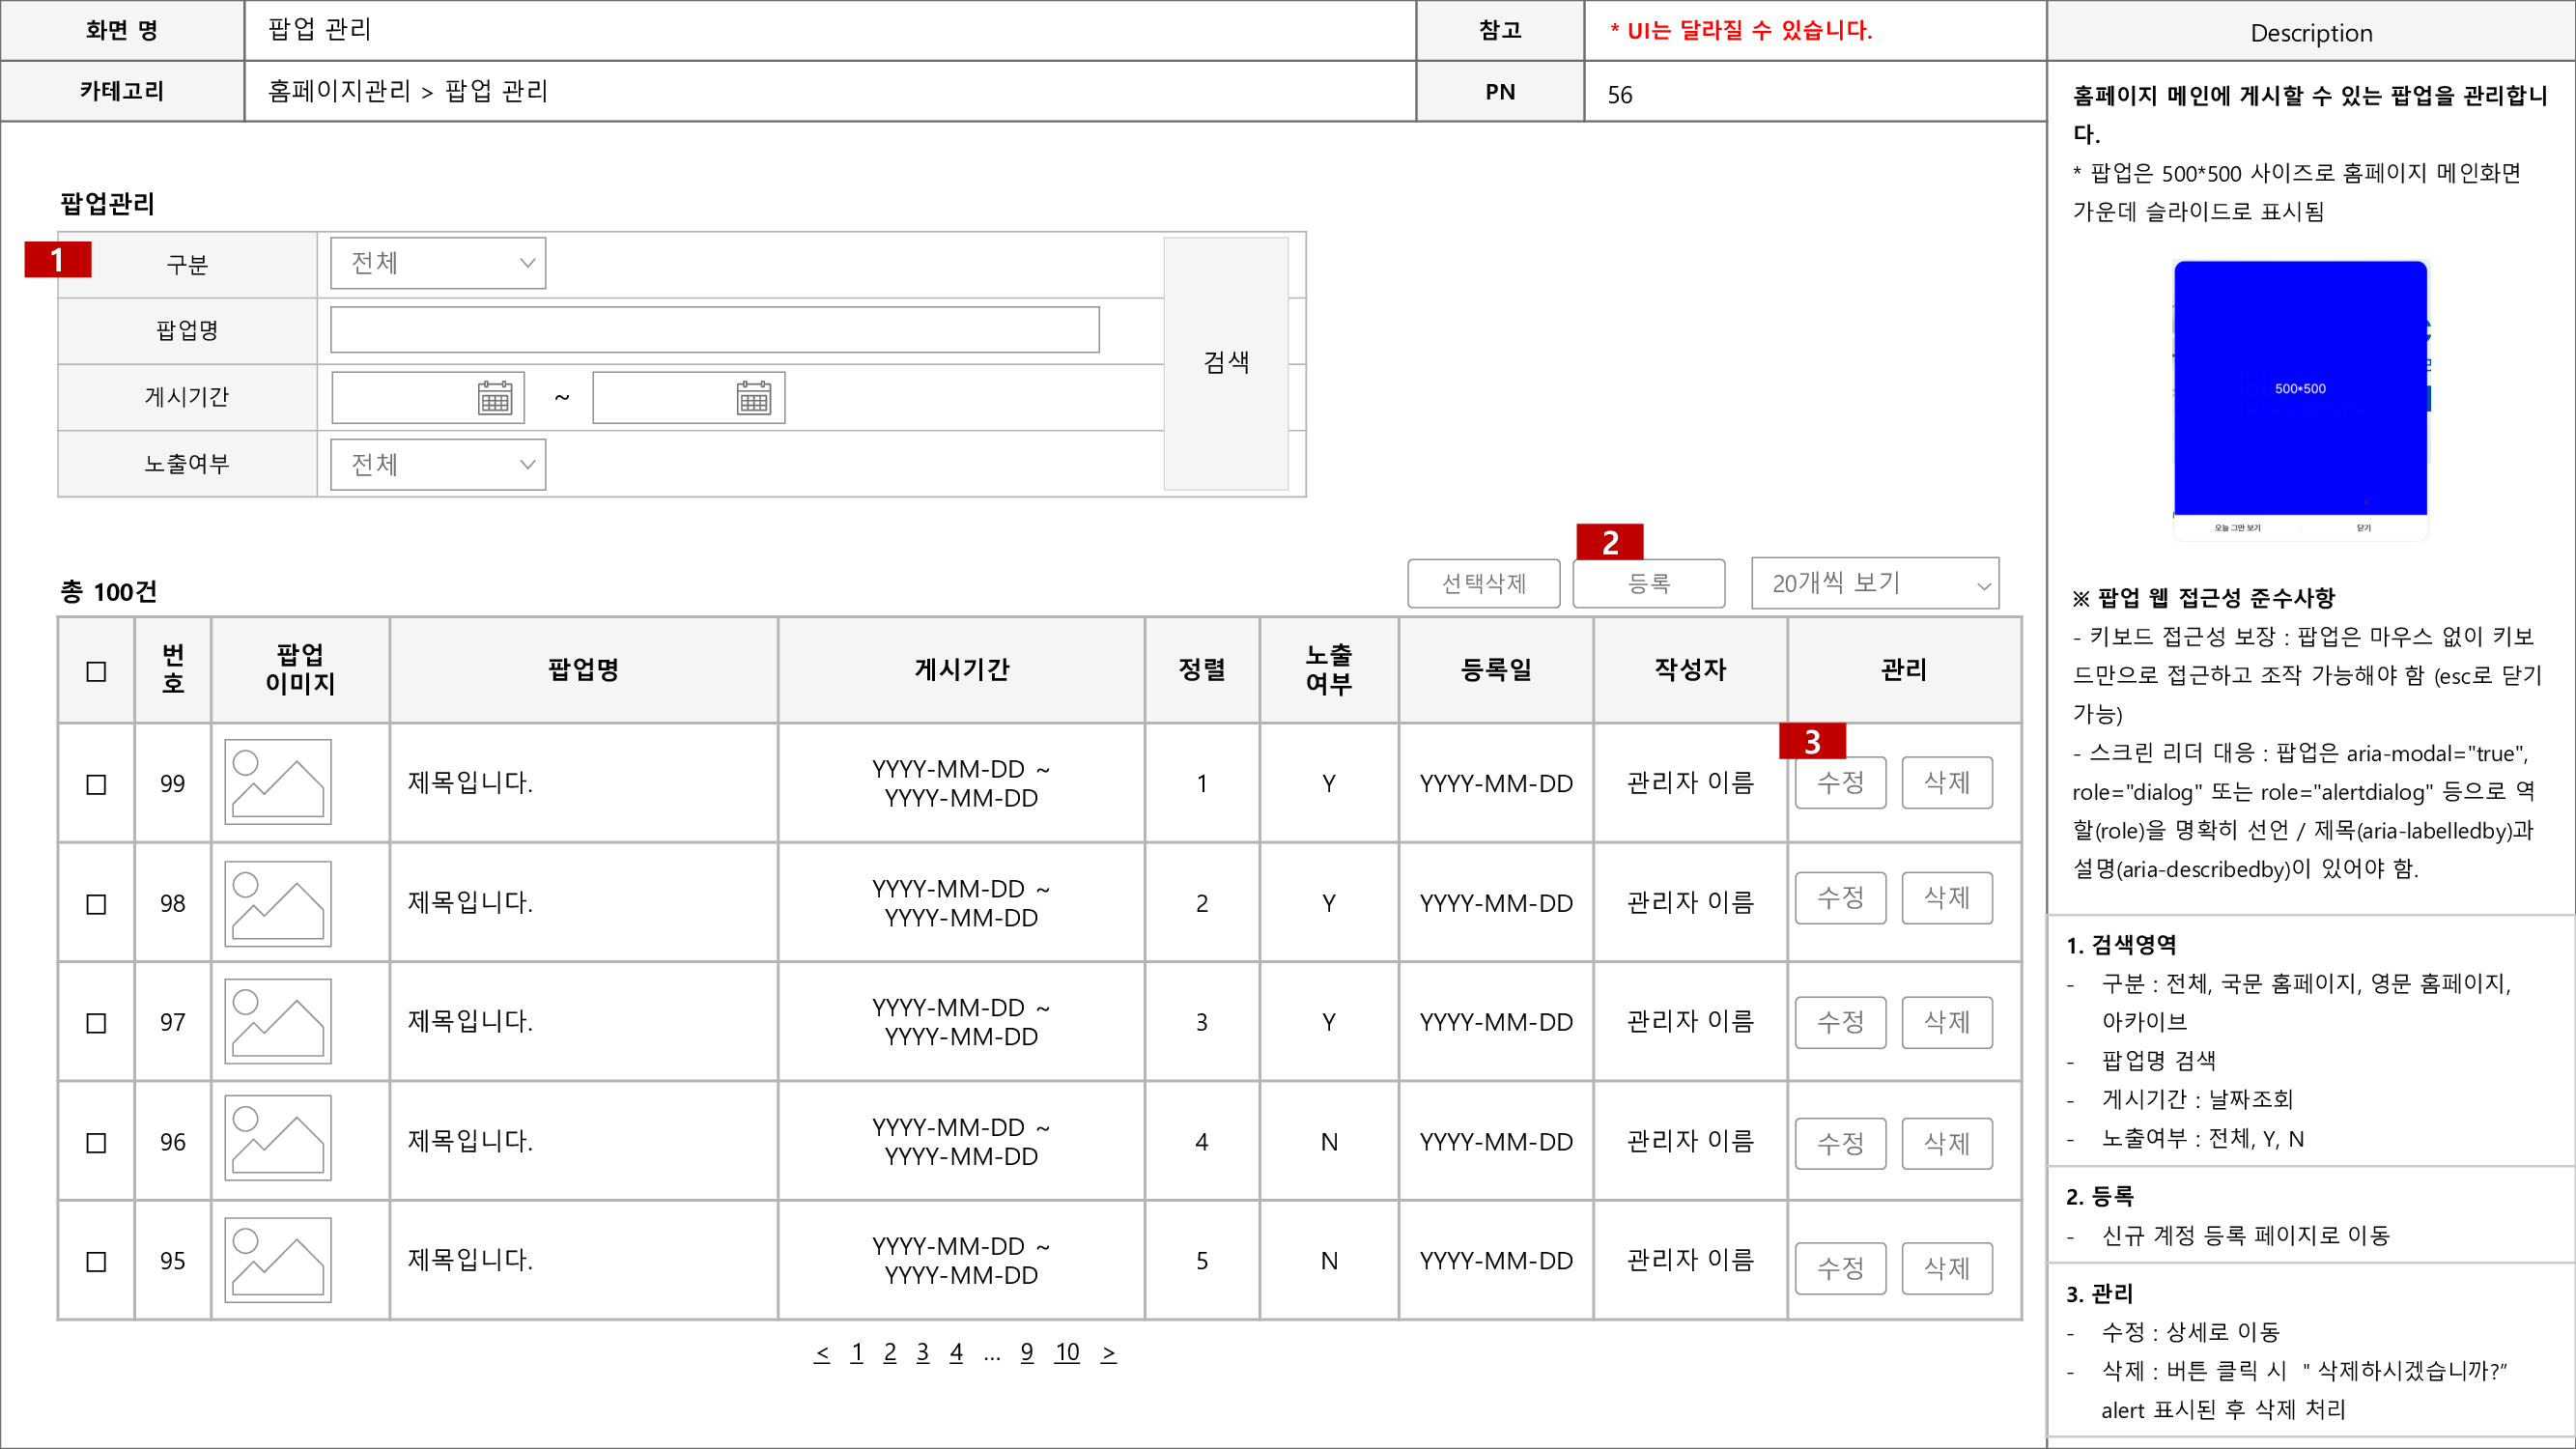 화면 명
팝업 관리
참고
* UI는 달라질 수 있습니다.
Description
카테고리
홈페이지관리 > 팝업 관리
PN
56
팝업관리
1
구분
전체
팝업명
게시기간
~
노출여부
전체
검색
2
총 100건
선택삭제
등록
20개씩 보기
번호
팝업 이미지
팝업명
게시기간
정렬
노출 여부
등록일
작성자
관리
3
99
제목입니다.
YYYY-MM-DD ~
YYYY-MM-DD
1
Y
YYYY-MM-DD
관리자 이름
수정
삭제
98
제목입니다.
YYYY-MM-DD ~
YYYY-MM-DD
2
Y
YYYY-MM-DD
관리자 이름
수정
삭제
97
제목입니다.
YYYY-MM-DD ~
YYYY-MM-DD
3
Y
YYYY-MM-DD
관리자 이름
수정
삭제
96
제목입니다.
YYYY-MM-DD ~
YYYY-MM-DD
4
N
YYYY-MM-DD
관리자 이름
수정
삭제
95
제목입니다.
YYYY-MM-DD ~
YYYY-MM-DD
5
N
YYYY-MM-DD
관리자 이름
수정
삭제
< 1 2 3 4 ... 9 10 >
홈페이지 메인에 게시할 수 있는 팝업을 관리합니
다.
* 팝업은 500*500 사이즈로 홈페이지 메인화면
가운데 슬라이드로 표시됨
500*500
오늘 그만 보기
닫기
※ 팝업 웹 접근성 준수사항
- 키보드 접근성 보장 : 팝업은 마우스 없이 키보
드만으로 접근하고 조작 가능해야 함 (esc로 닫기
가능)
- 스크린 리더 대응 : 팝업은 aria-modal="true",
role="dialog" 또는 role="alertdialog" 등으로 역
할(role)을 명확히 선언 / 제목(aria-labelledby)과
설명(aria-describedby)이 있어야 함.
1. 검색영역
- 구분 : 전체, 국문 홈페이지, 영문 홈페이지,
아카이브
- 팝업명 검색
- 게시기간 : 날짜조회
- 노출여부 : 전체, Y, N
2. 등록
- 신규 계정 등록 페이지로 이동
3. 관리
- 수정 : 상세로 이동
- 삭제 : 버튼 클릭 시 " 삭제하시겠습니까?"
alert 표시된 후 삭제 처리